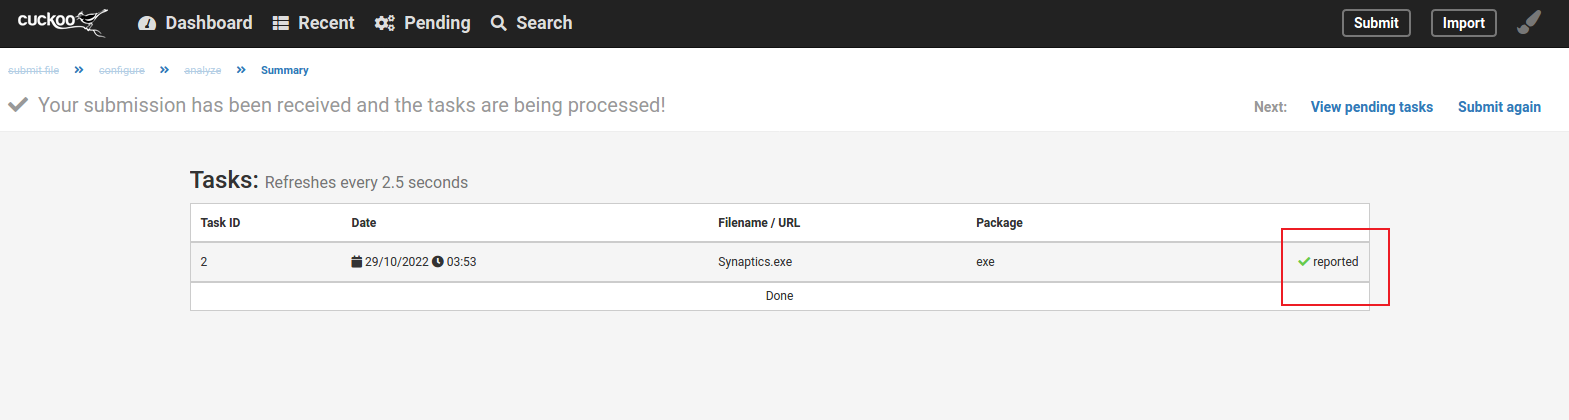 cuckoo Dashboard Recent Pending Search Submit Import
submit file » configure » analyze » Summary
Your submission has been received and the tasks are being processed! Next: View pending tasks Submit again
Tasks: Refreshes every 2.5 seconds
Task ID Date Filename / URL Package
2 29/10/2022 03:53 Synaptics.exe exe reported
Done